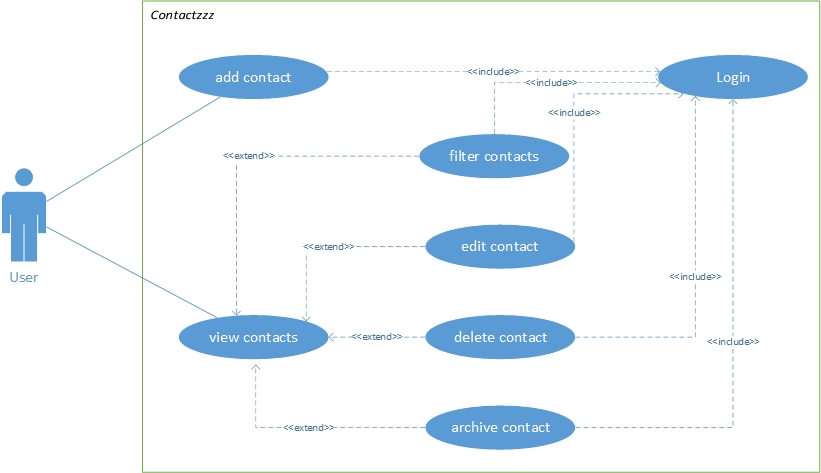 Contactzzz
add contact
<<include>>
Login
<<include>>
<<include>>
<<extend>>
filter contacts
User
<<extend>>
edit contact
<<include>>
view contacts
<<extend>>
delete contact
<<include>>
<<extend>>
archive contact